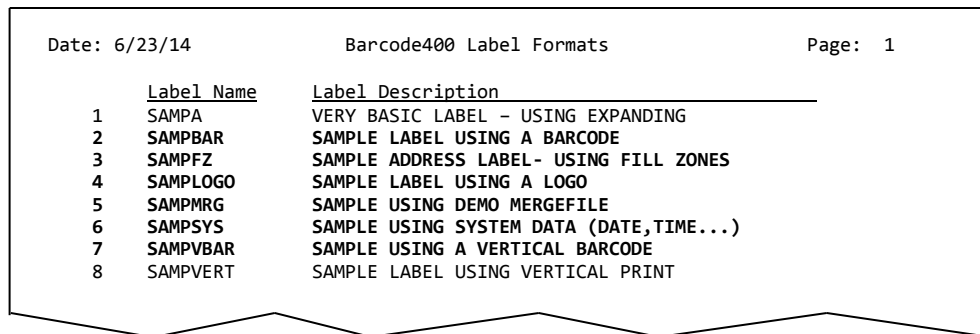 Date: 6/23/14 Barcode400 Label Formats Page: 1
Label Name Label Description
1 SAMPA VERY BASIC LABEL – USING EXPANDING
2 SAMPBAR SAMPLE LABEL USING A BARCODE
3 SAMPFZ SAMPLE ADDRESS LABEL- USING FILL ZONES
4 SAMPLOGO SAMPLE LABEL USING A LOGO
5 SAMPMRG SAMPLE USING DEMO MERGEFILE
6 SAMPSYS SAMPLE USING SYSTEM DATA (DATE,TIME...)
7 SAMPVBAR SAMPLE USING A VERTICAL BARCODE
8 SAMPVERT SAMPLE LABEL USING VERTICAL PRINT